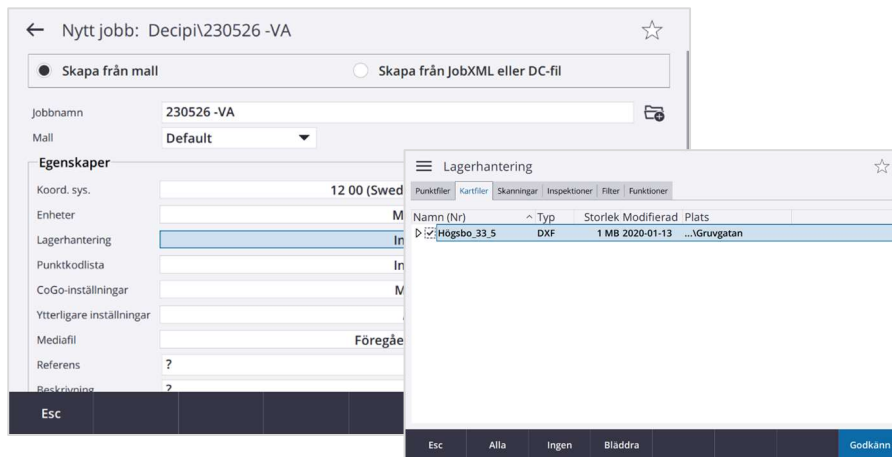 Nytt jobb: Decipi\230526 -VA
Skapa från mall
Skapa från JobXML eller DC-fil
Jobbnamn 230526 -VA
Mall Default
Egenskaper
Koord. sys. 12 00 (Swed
Enheter M
Lagerhantering In
Punktkodlista In
CoGo-inställningar M
Ytterligare inställningar
Mediafil Föregåe
Referens ?
Beskrivning ?
Esc
Lagerhantering
Punktfiler Kartfiler Skanningar Inspektioner Filter Funktioner
Namn (Nr) Typ Storlek Modifierad Plats
Högsbo_33_5 DXF 1 MB 2020-01-13 ...\Gruvgatan
Esc Alla Ingen Bläddra Godkänn